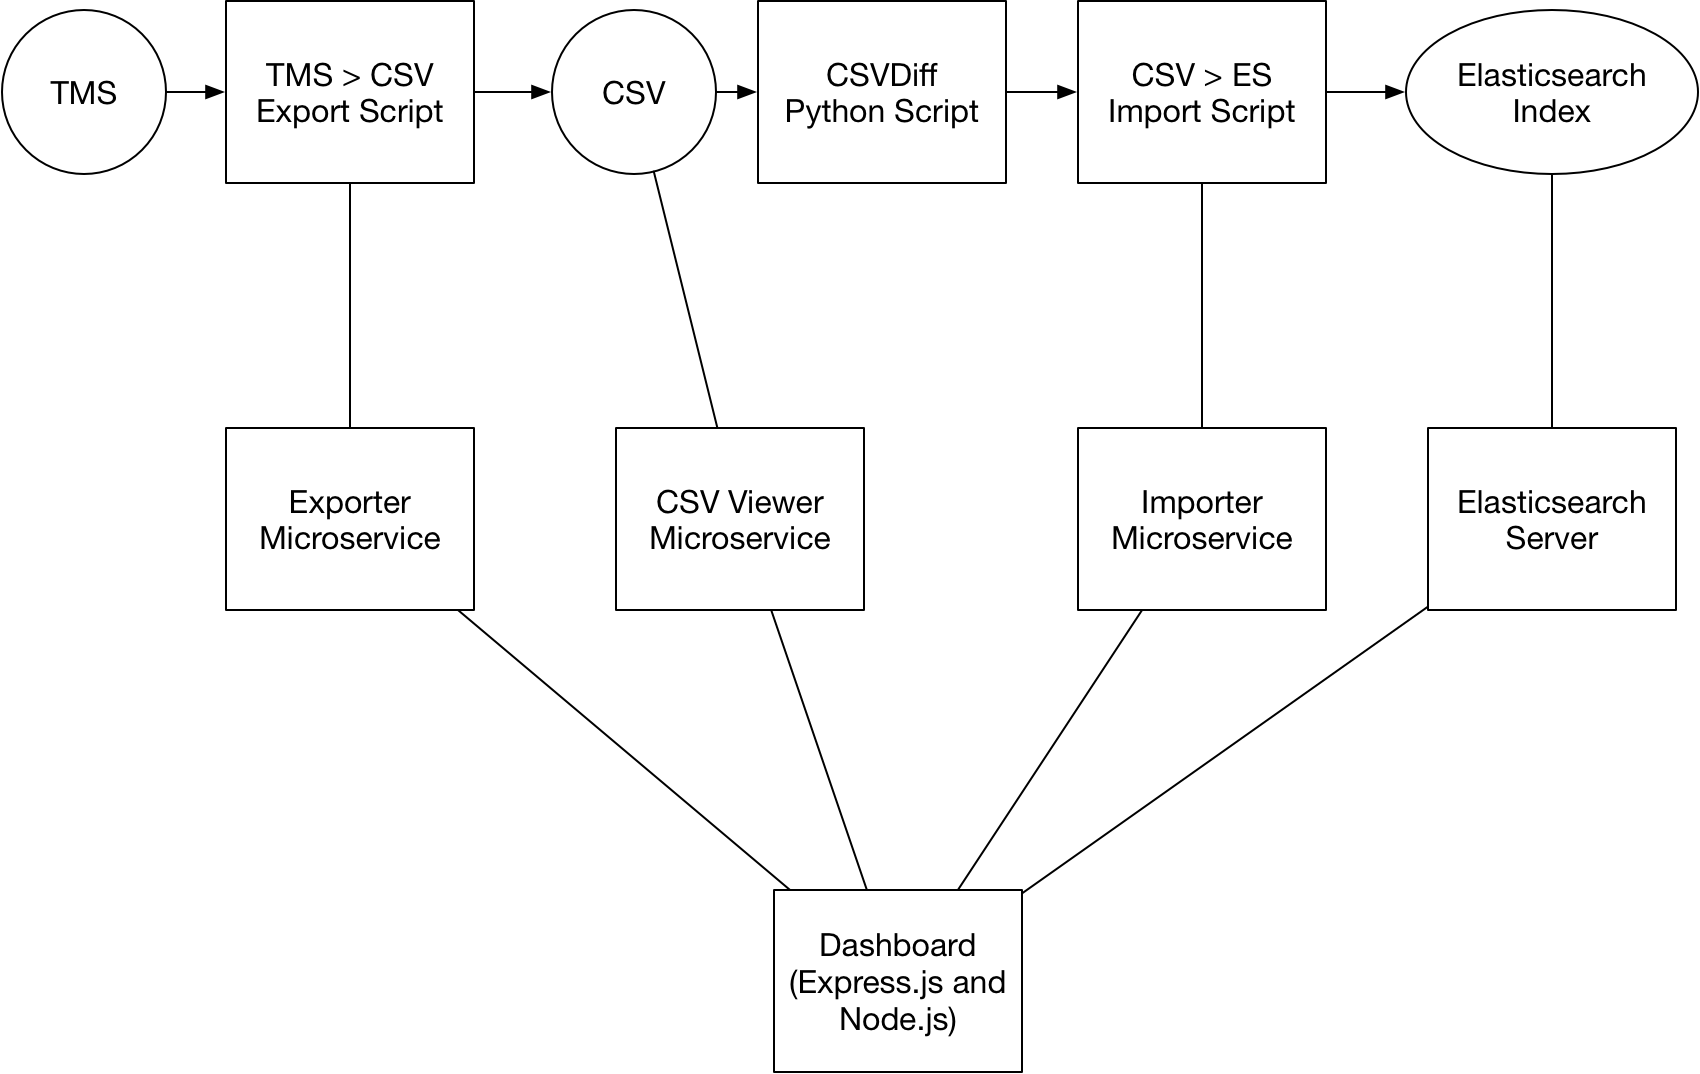 TMS
TMS > CSV
Export Script
CSV
CSVDiff
Python Script
CSV > ES
Import Script
Elasticsearch
Index
Exporter
Microservice
CSV Viewer
Microservice
Importer
Microservice
Elasticsearch
Server
Dashboard
(Express.js and
Node.js)